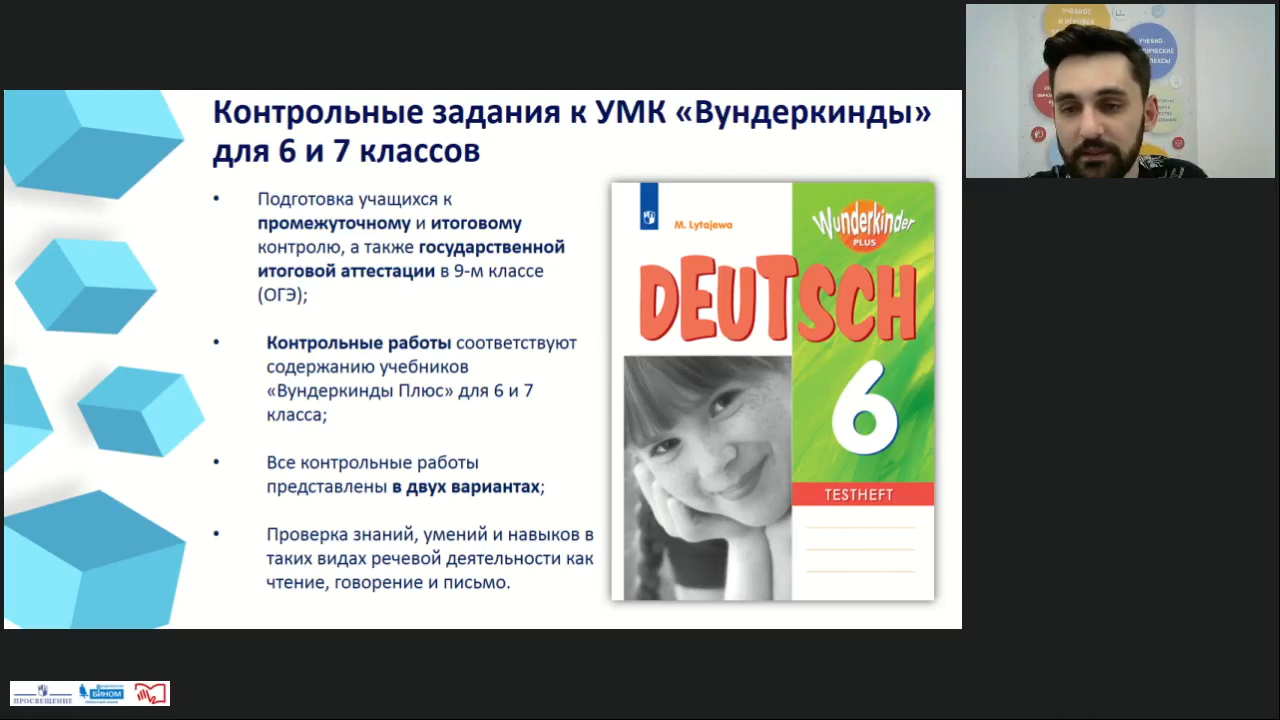 Контрольные задания к УМК «Вундеркинды»
для 6 и 7 классов
• Подготовка учащихся к
промежуточному и итоговому
контролю, а также государственной
итоговой аттестации в 9-м классе
(ОГЭ);
• Контрольные работы соответствуют
содержанию учебников
«Вундеркинды Плюс» для 6 и 7
класса;
• Все контрольные работы
представлены в двух вариантах;
• Проверка знаний, умений и навыков в
таких видах речевой деятельности как
чтение, говорение и письмо.
M. Lytajewa
Wunderkinder
PLUS
DEUTSCH
6
TESTHEFT
УЧЕБНО-
ПРОСВЕЩЕНИЕ
БИНОМ